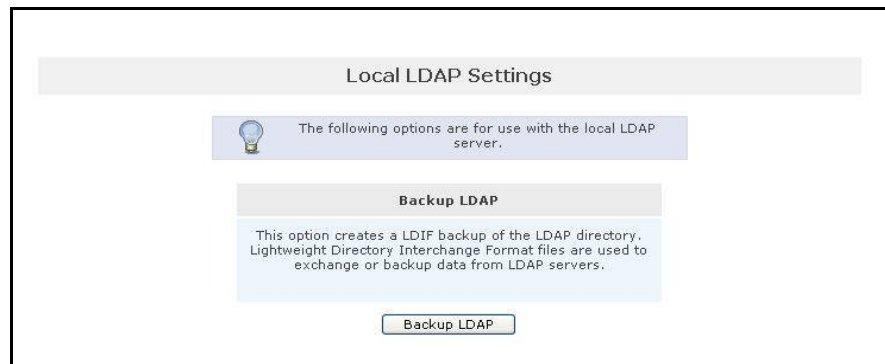 Local LDAP Settings
The following options are for use with the local LDAP
server.
Backup LDAP
This option creates a LDIF backup of the LDAP directory.
Lightweight Directory Interchange Format files are used to
exchange or backup data from LDAP servers.
Backup LDAP